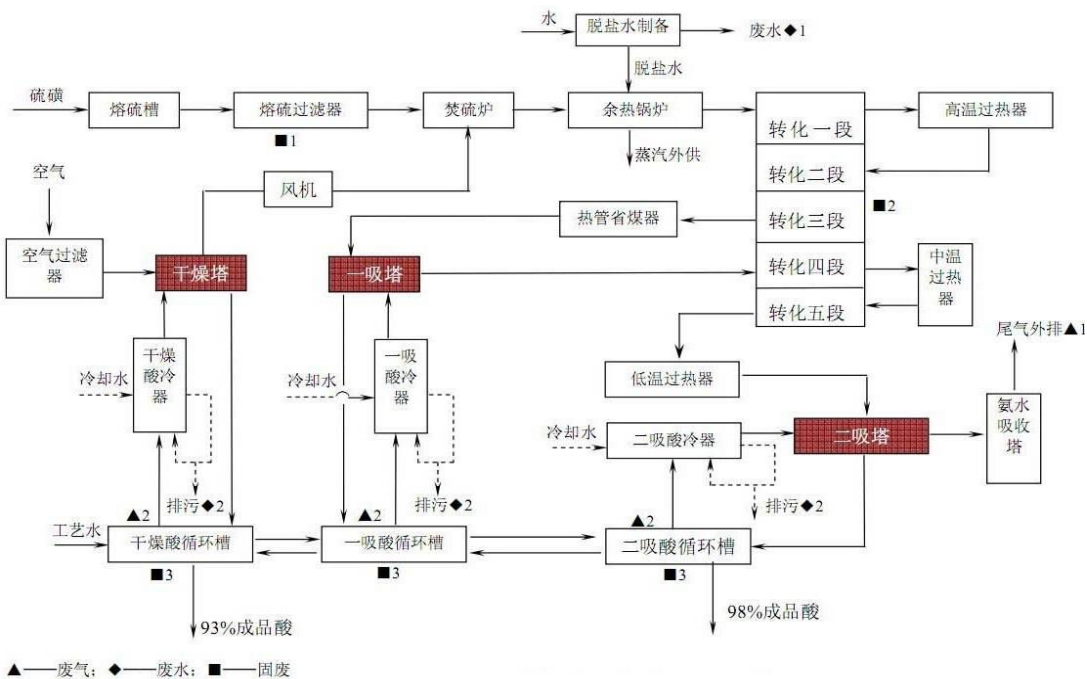 水
脱盐水制备
废水◆1
脱盐水
硫磺
熔硫槽
熔硫过滤器
焚硫炉
余热锅炉
转化一段
高温过热器
■1
蒸汽外供
空气
风机
转化二段
■2
热管省煤器
转化三段
空气过滤
器
干燥塔
一吸塔
转化四段
中温
过热
器
转化五段
尾气外排▲1
干燥
酸冷
器
一吸
酸冷
器
冷却水
冷却水
低温过热器
氨水
吸收
塔
二吸塔
冷却水
二吸酸冷器
排污◆2
排污◆2
排污◆2
▲2
▲2
▲2
工艺水
干燥酸循环槽
一吸酸循环槽
二吸酸循环槽
■3
■3
■3
93%成品酸
98%成品酸
▲——废气；◆——废水；■——固废